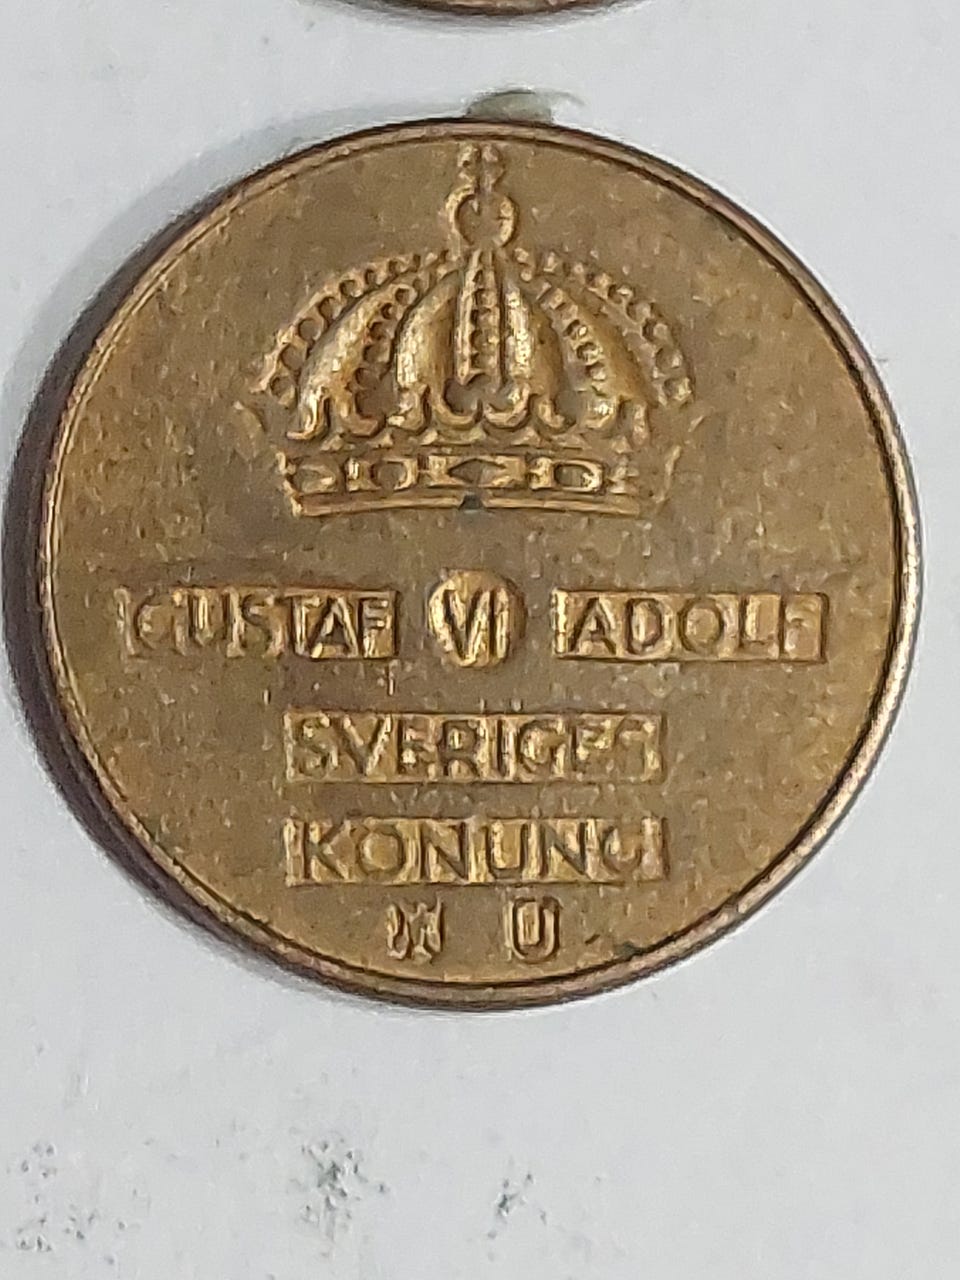 GUSTAF VI ADOLF
SVERIGES
KONUNG
U